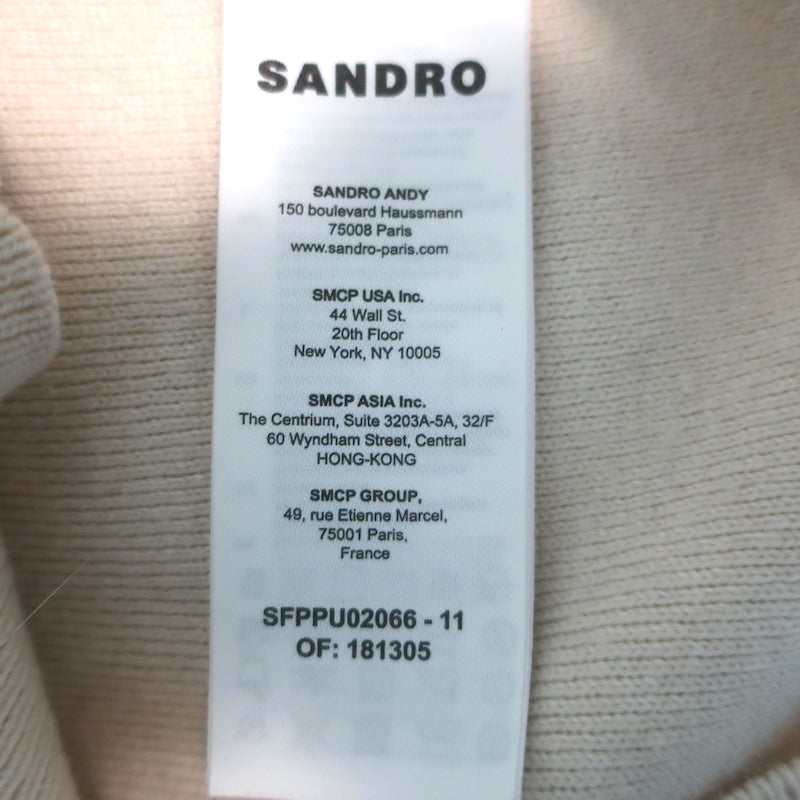 SANDRO
SANDRO ANDY
150 boulevard Haussmann
75008 Paris
www.sandro-paris.com
SMCP USA Inc.
44 Wall St.
20th Floor
New York, NY 10005
SMCP ASIA Inc.
The Centrium, Suite 3203A-5A, 32/F
60 Wyndham Street, Central
HONG-KONG
SMCP GROUP,
49, rue Etienne Marcel,
75001 Paris,
France
SFPPU02066 - 11
OF: 181305